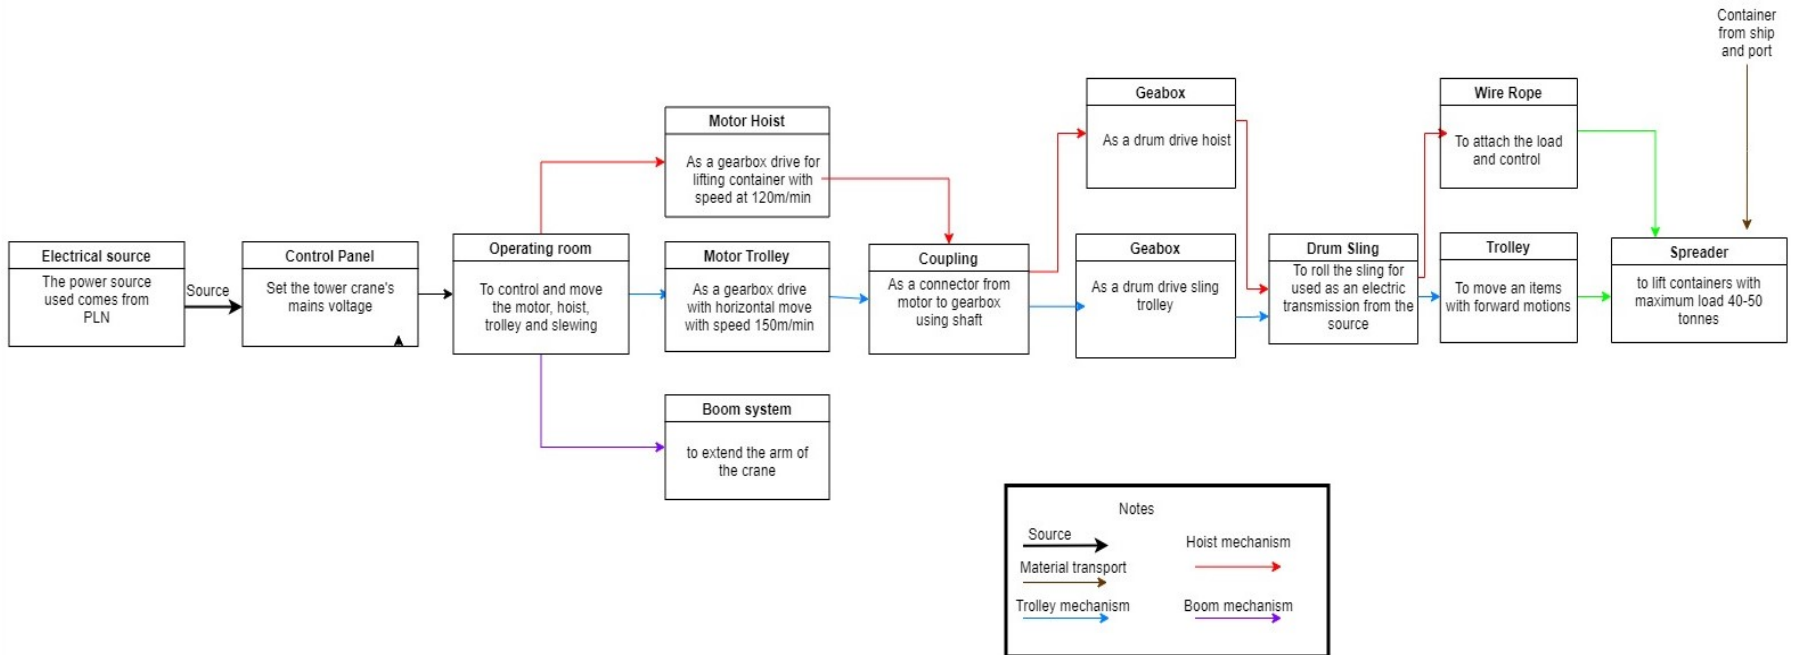 Container
from ship
and port
Geabox
As a drum drive hoist
Wire Rope
To attach the load
and control
Motor Hoist
As a gearbox drive for
lifting container with
speed at 120m/min
Electrical source
The power source
used comes from
PLN
Source
Control Panel
Set the tower crane's
mains voltage
Operating room
To control and move
the motor, hoist,
trolley and slewing
Motor Trolley
As a gearbox drive
with horizontal move
with speed 150m/min
Coupling
As a connector from
motor to gearbox
using shaft
Geabox
As a drum drive sling
trolley
Drum Sling
To roll the sling for
used as an electric
transmission from the
source
Trolley
To move an items
with forward motions
Spreader
to lift containers with
maximum load 40-50
tonnes
Boom system
to extend the arm of
the crane
Notes
Source
Hoist mechanism
Material transport
Trolley mechanism
Boom mechanism